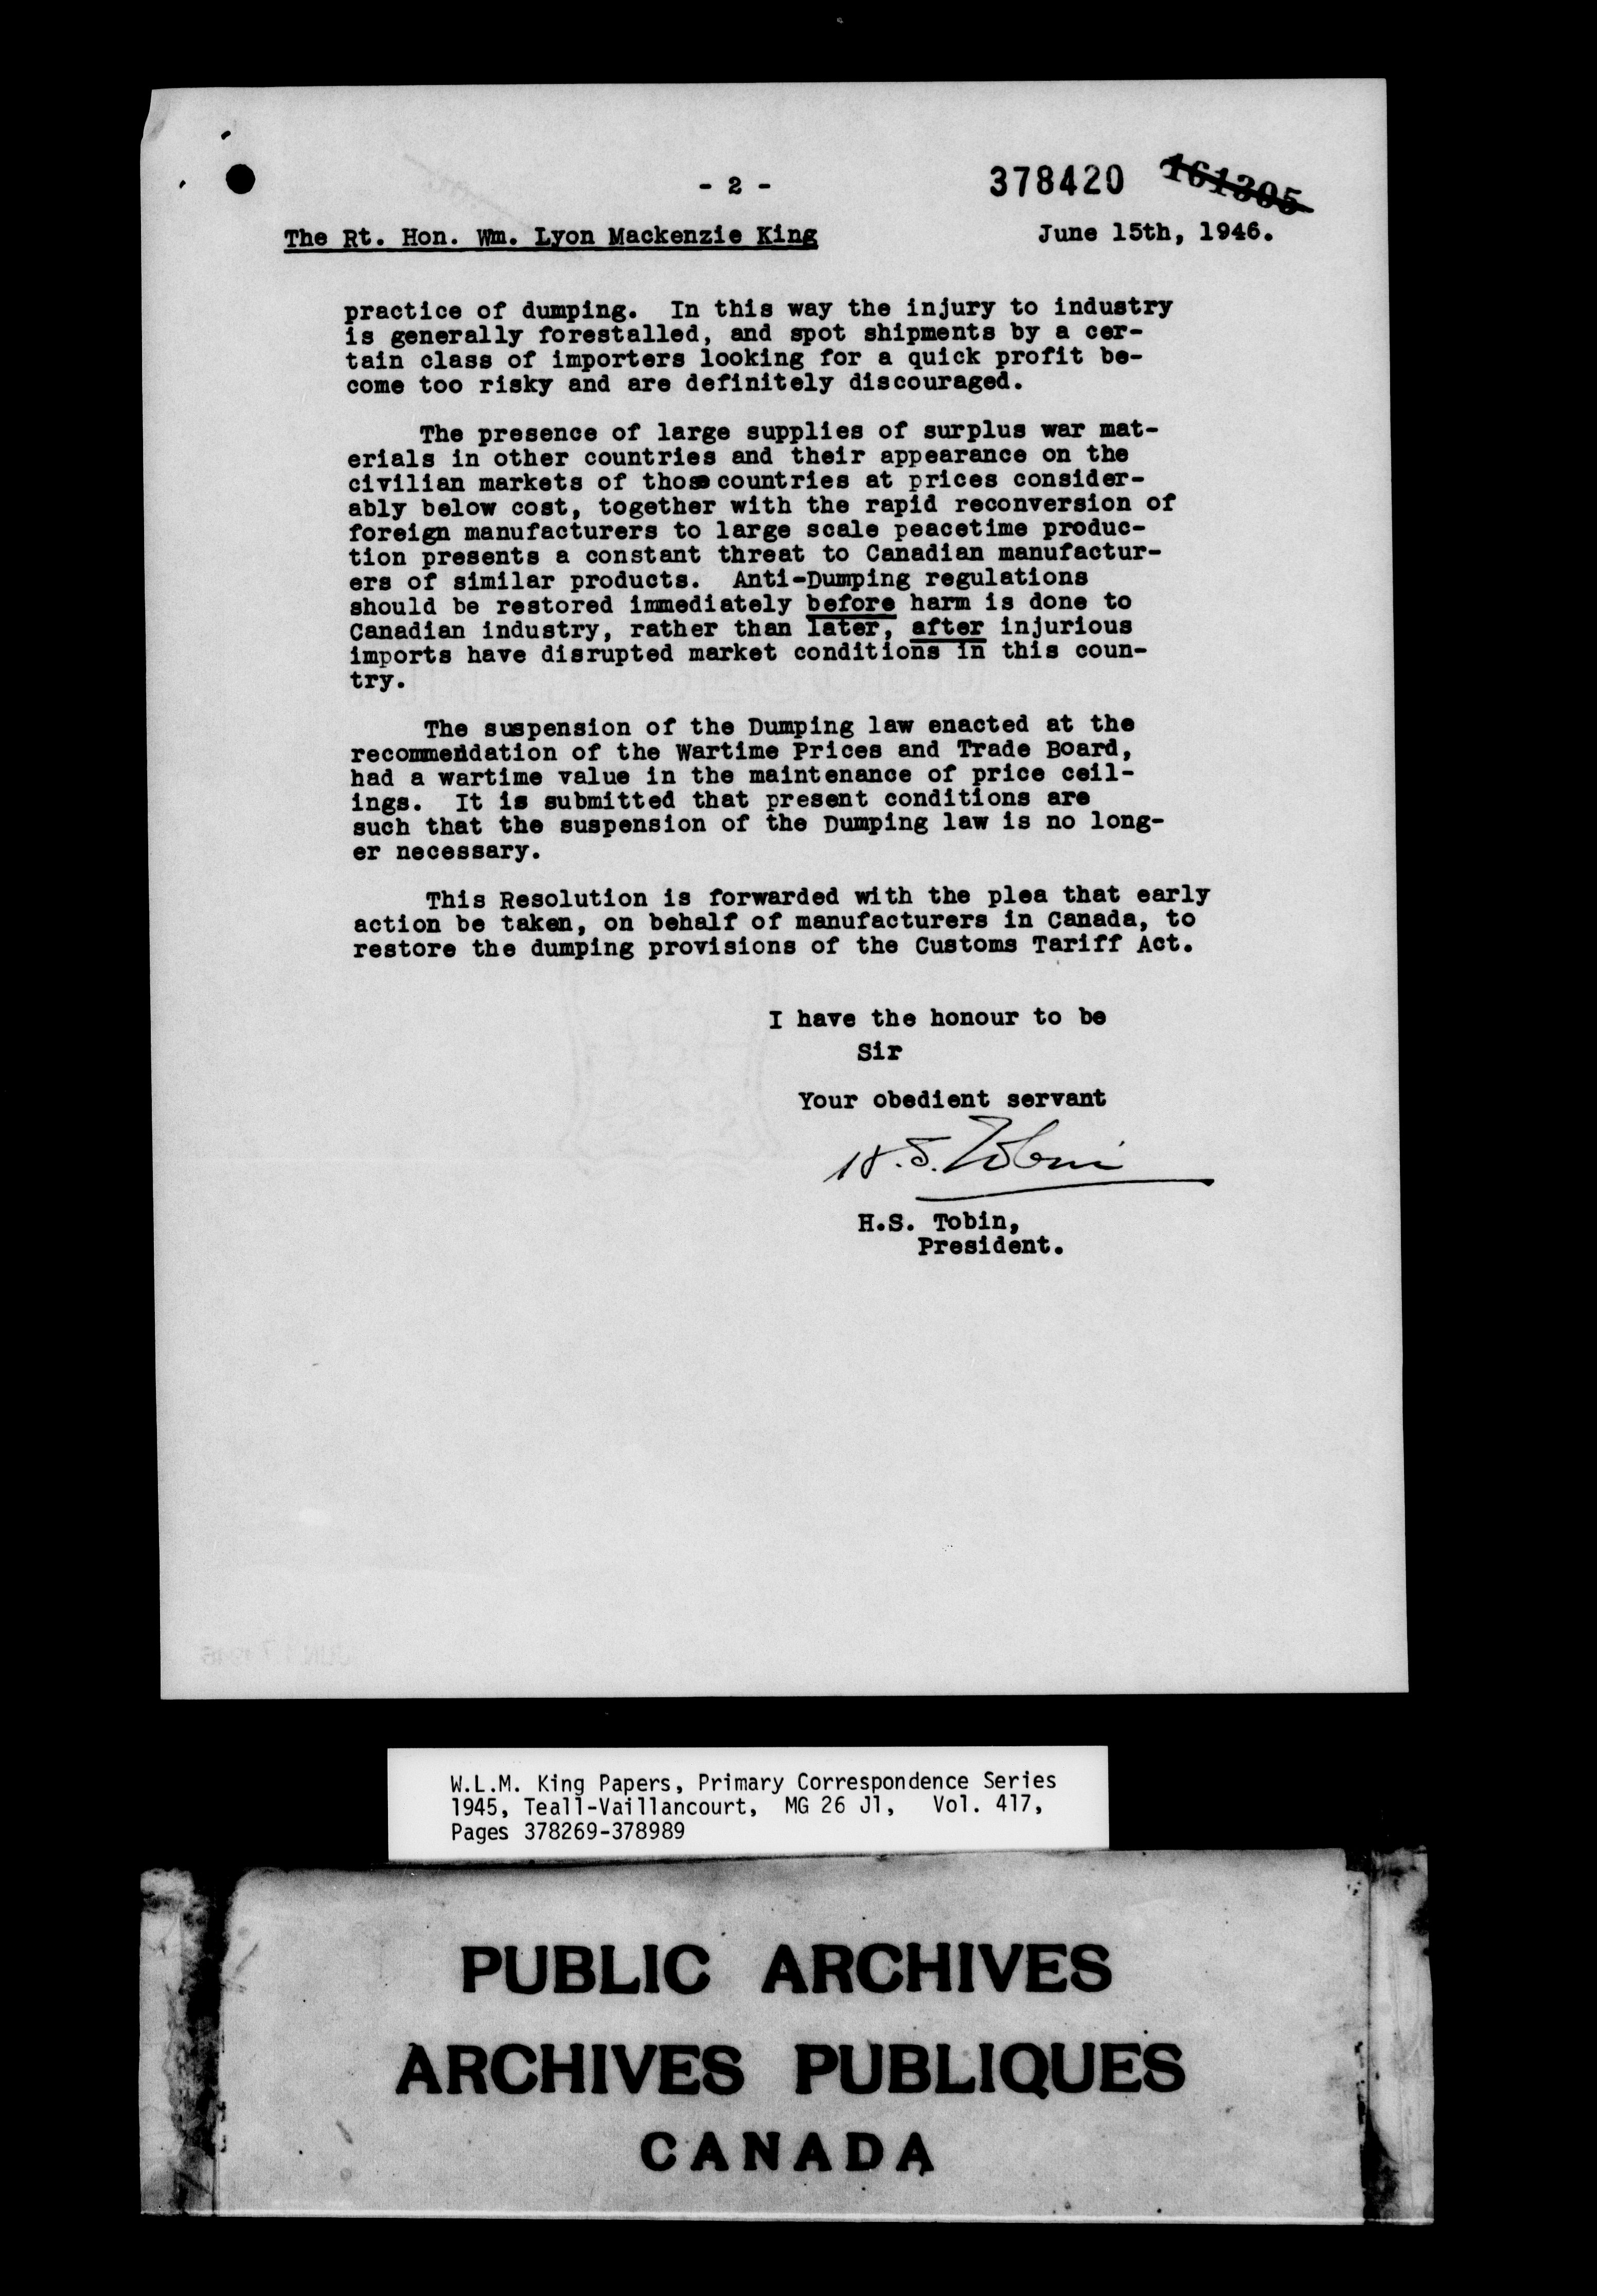 - 2 -
378420 161305
The Rt. Hon. Wm. Lyon Mackenzie King June 15th, 1946.
practice of dumping. In this way the injury to industry
is generally forestalled, and spot shipments by a cer-
tain class of importers looking for a quick profit be-
come too risky and are definitely discouraged.
The presence of large supplies of surplus war mat-
erials in other countries and their appearance on the
civilian markets of those countries at prices consider-
ably below cost, together with the rapid reconversion of
foreign manufacturers to large scale peacetime produc-
tion presents a constant threat to Canadian manufactur-
ers of similar products. Anti-Dumping regulations
should be restored immediately before harm is done to
Canadian industry, rather than later, after injurious
imports have disrupted market conditions in this coun-
try.
The suspension of the Dumping law enacted at the
recommendation of the Wartime Prices and Trade Board,
had a wartime value in the maintenance of price ceil-
ings. It is submitted that present conditions are
such that the suspension of the Dumping law is no long-
er necessary.
This Resolution is forwarded with the plea that early
action be taken, on behalf of manufacturers in Canada, to
restore the dumping provisions of the Customs Tariff Act.
I have the honour to be
Sir
Your obedient servant
H.S. Tobin
H.S. Tobin,
President.
W.L.M. King Papers, Primary Correspondence Series
1945, Teall-Vaillancourt, MG 26 J1, Vol. 417,
Pages 378269-378989
PUBLIC ARCHIVES
ARCHIVES PUBLIQUES
CANADA